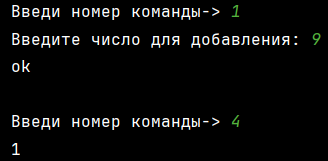 Введи номер команды-> 1
Введите число для добавления: 9
ok
Введи номер команды-> 4
1